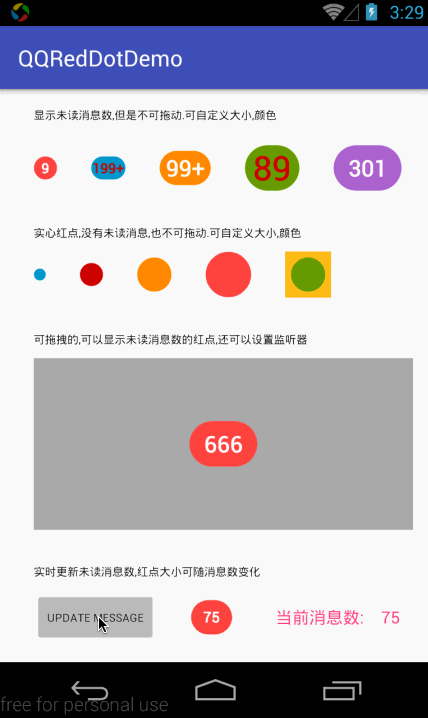 3:29
QQRedDotDemo
显示未读消息数,但是不可拖动.可自定义大小,颜色
9 199+ 99+ 89 301
实心红点,没有未读消息,也不可拖动.可自定义大小,颜色
可拖拽的,可以显示未读消息数的红点,还可以设置监听器
666
实时更新未读消息数,红点大小可随消息数变化
UPDATE MESSAGE 75 当前消息数: 75
free for personal use